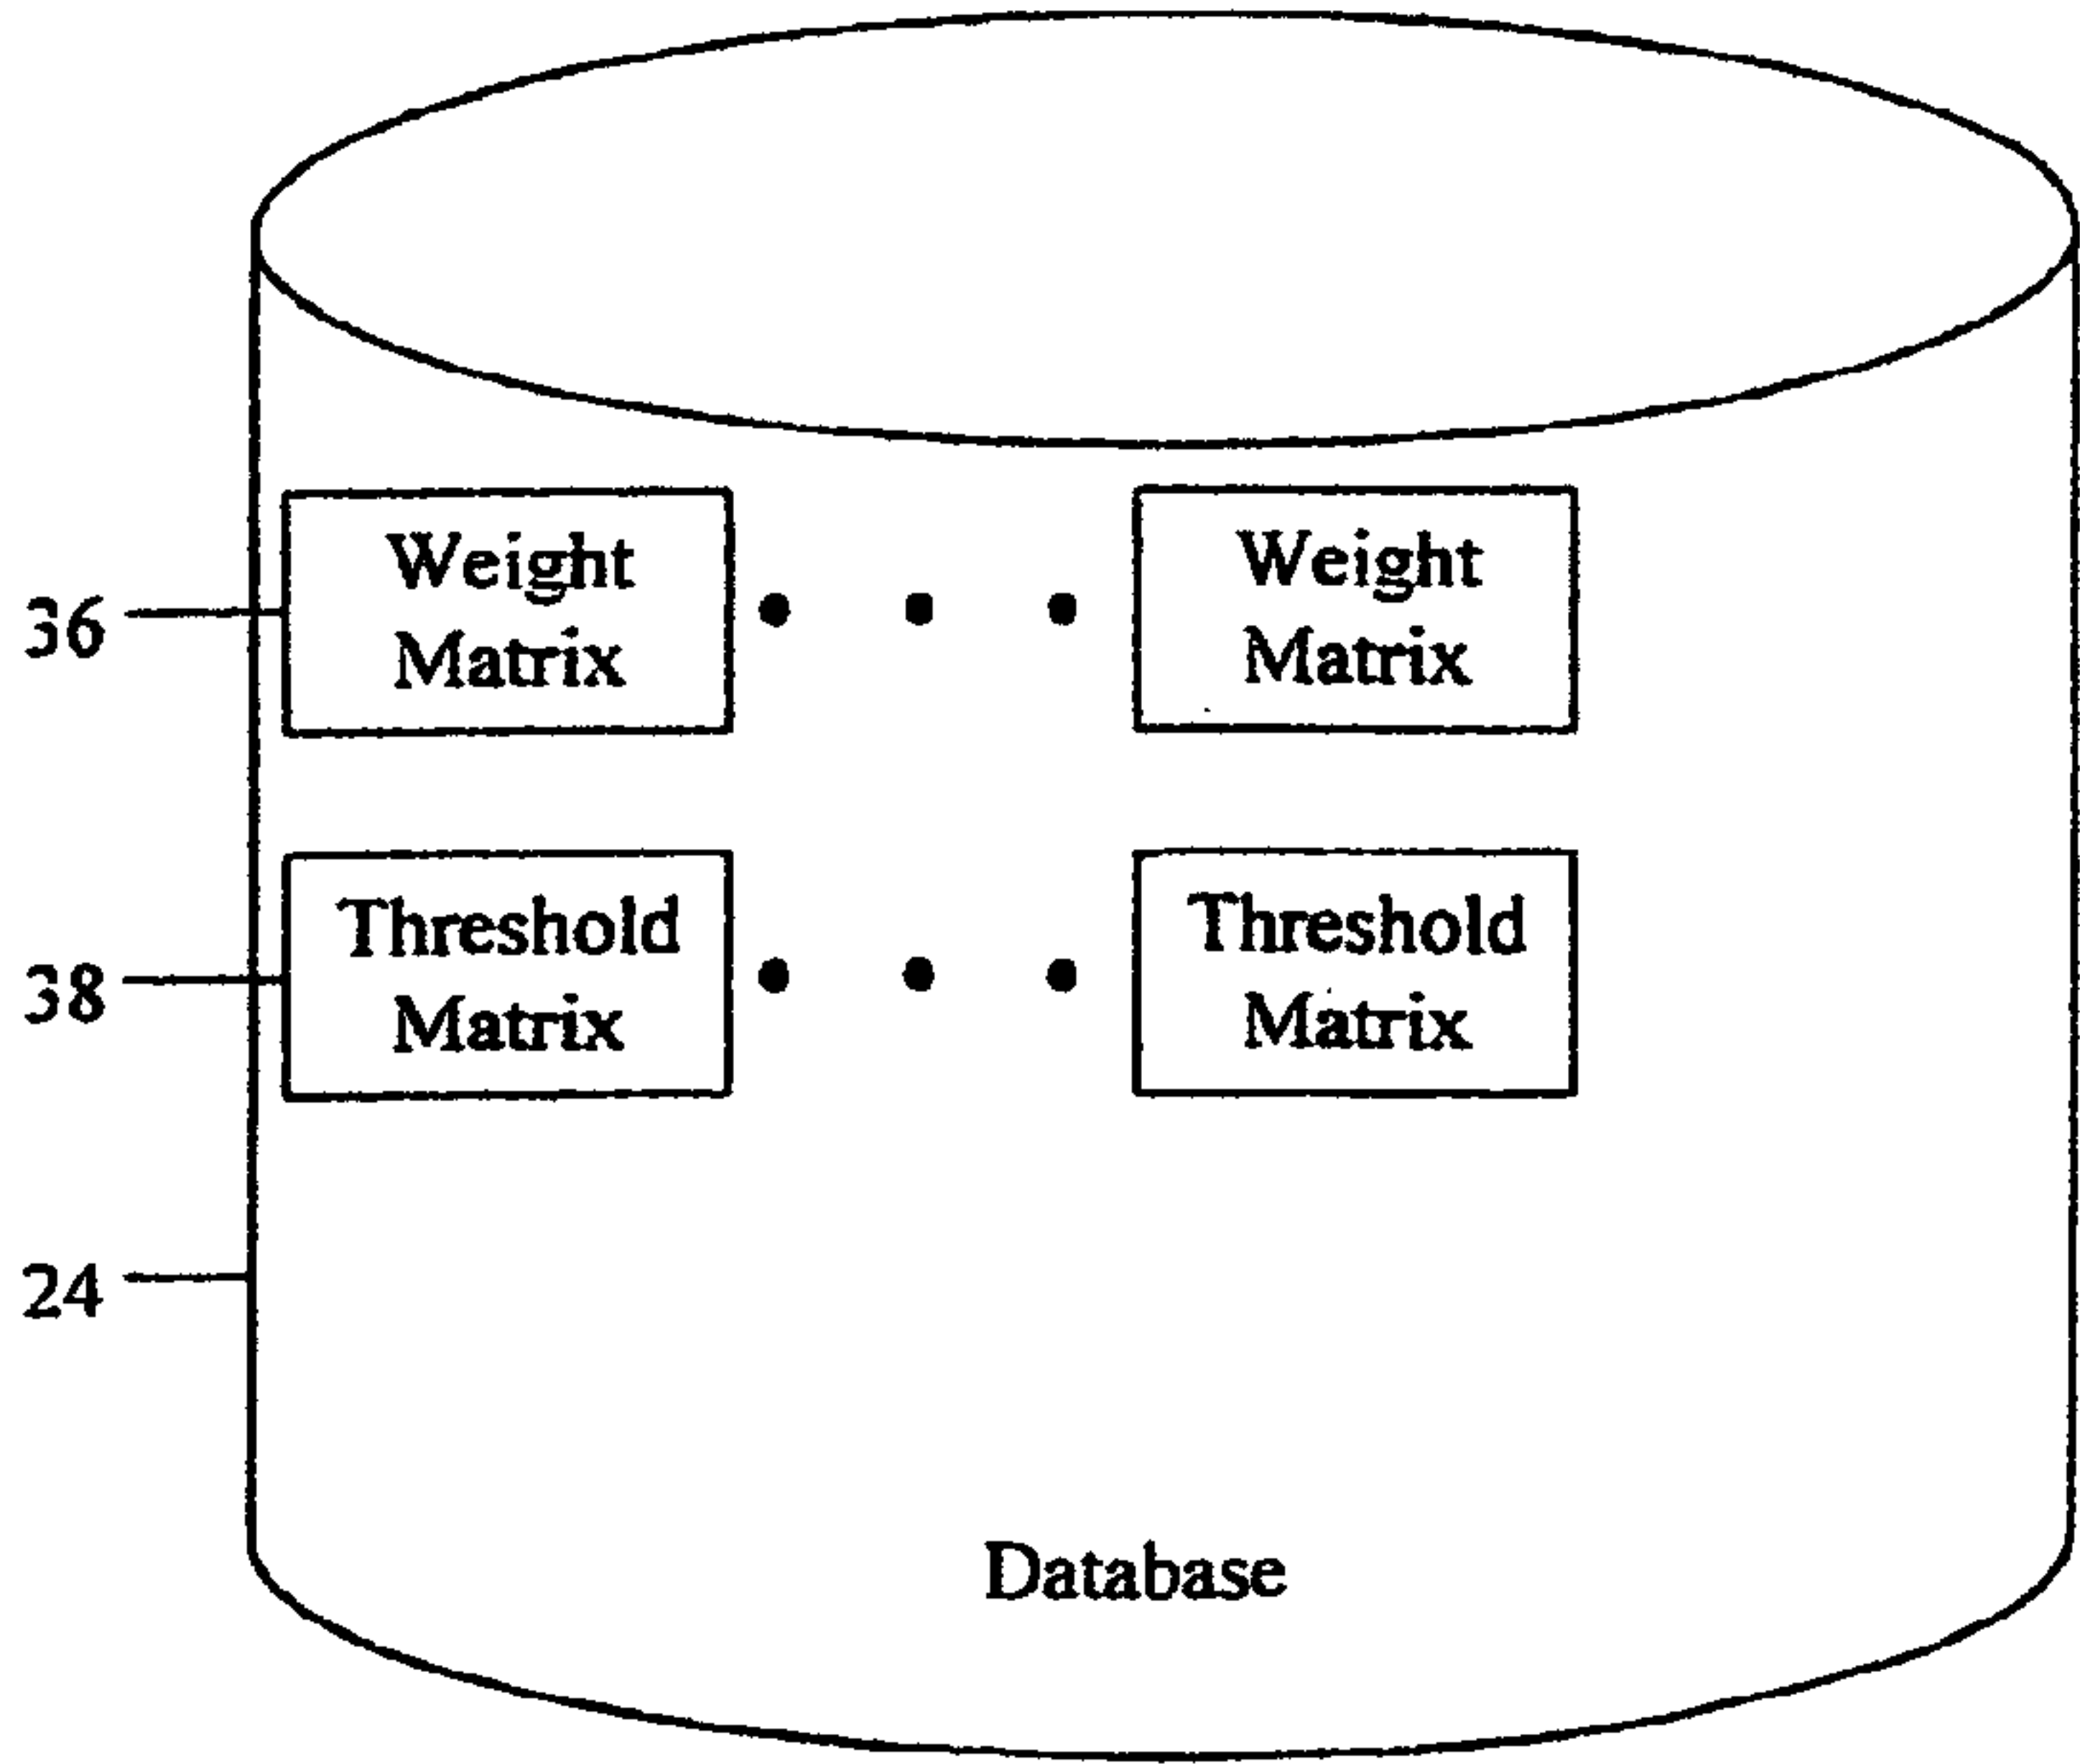 Weight
Matrix
Weight
Matrix
36
Threshold
Matrix
Threshold
Matrix
38
24
Database